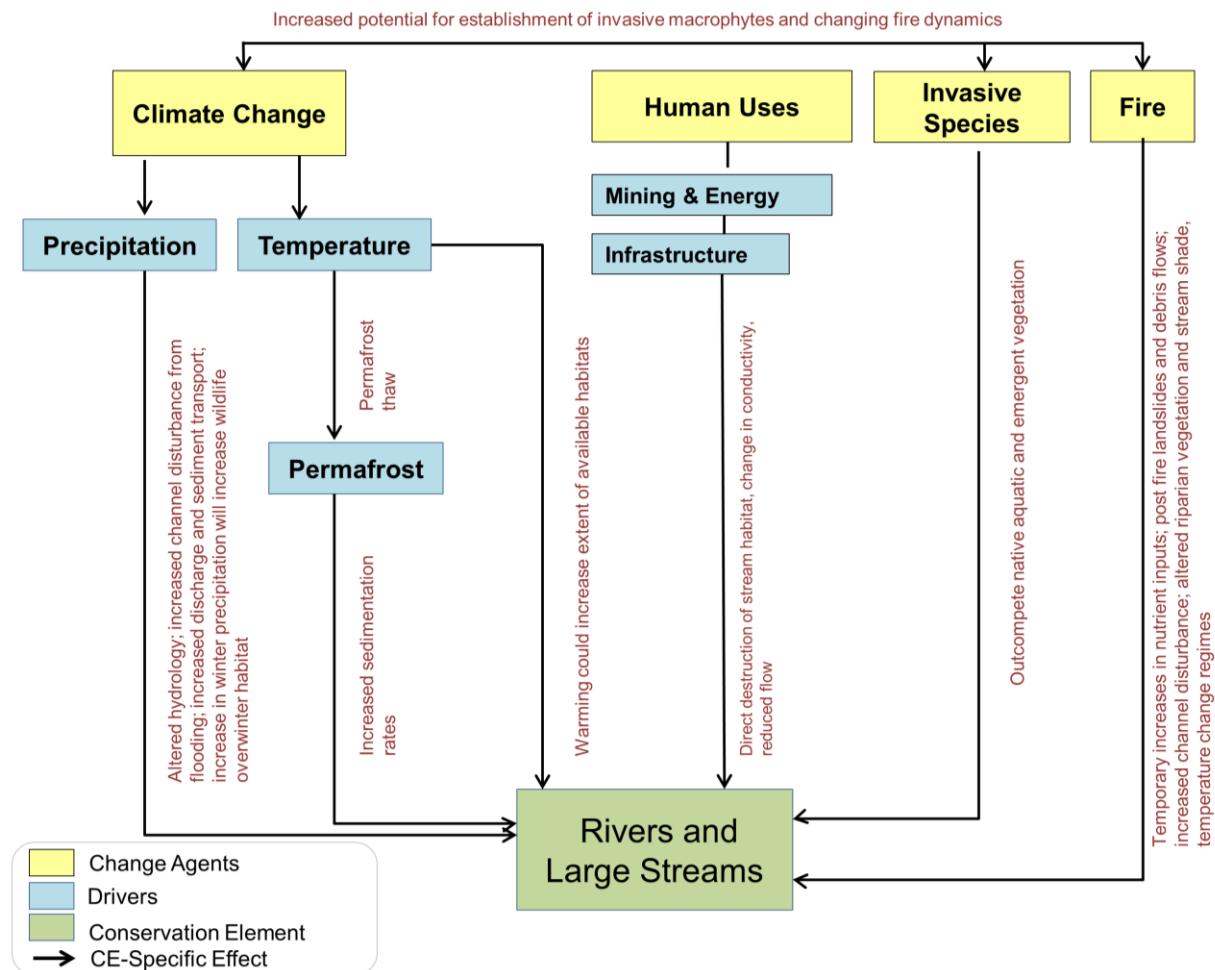 Increased potential for establishment of invasive macrophytes and changing fire dynamics
Climate Change
Human Uses
Invasive
Species
Fire
Mining & Energy
Precipitation
Temperature
Infrastructure
Permafrost
thaw
Permafrost
Altered hydrology; increased channel disturbance from
flooding; increased discharge and sediment transport;
increase in winter precipitation will increase wildlife
overwinter habitat
Increased sedimentation
rates
Warming could increase extent of available habitats
Direct destruction of stream habitat, change in conductivity,
reduced flow
Outcompete native aquatic and emergent vegetation
Temporary increases in nutrient inputs; post fire landslides and debris flows;
increased channel disturbance; altered riparian vegetation and stream shade,
temperature change regimes
Rivers and
Large Streams
Change Agents
Drivers
Conservation Element
CE-Specific Effect